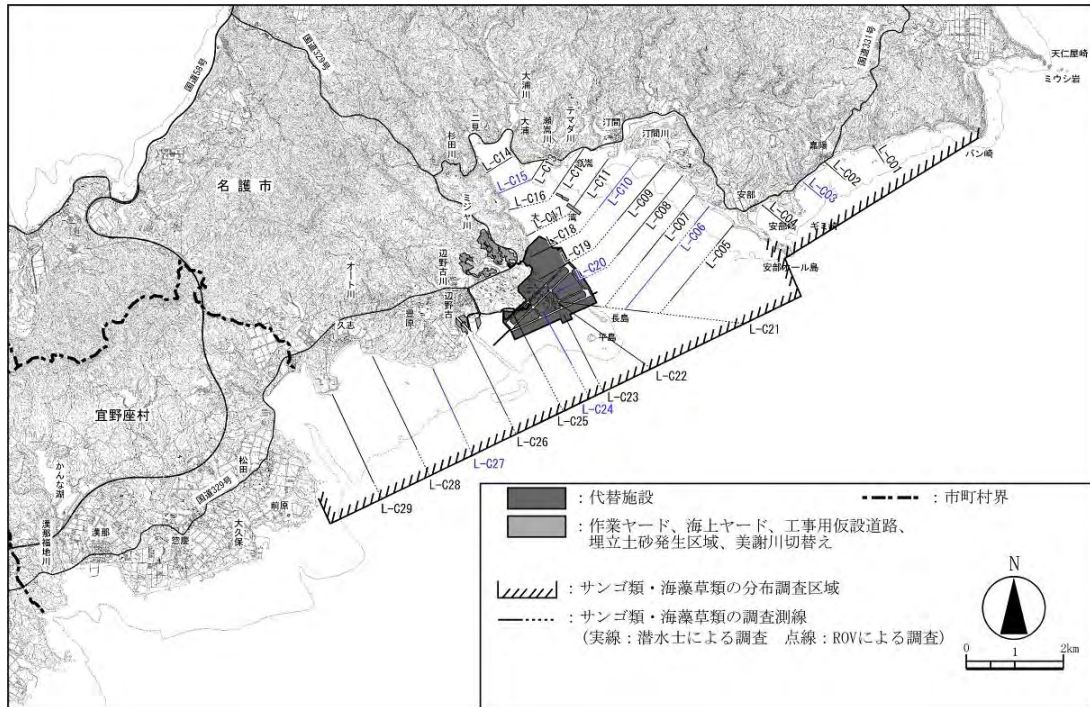 国道58号
国道329号
国道331号
天仁屋崎
ミウシ岩
バン崎
大浦川
大浦
瀬嵩川
テマダ川
汀間
汀間川
二見
杉田川
嘉陽
安部
安部崎
ギミ崎
安部オール島
名護市
ミジャ川
辺野古川
辺野古
豊原
オート川
久志
長島
平島
宜野座村
かんな湖
漢那福地川
漢那
惣慶
松田
国道329号
大久保
前原
L-C01
L-C02
L-C03
L-C04
L-C05
L-C06
L-C07
L-C08
L-C09
L-C10
L-C11
L-C14
L-C15
L-C16
L-C18
L-C19
L-C20
L-C21
L-C22
L-C23
L-C24
L-C25
L-C26
L-C27
L-C28
L-C29
:代替施設
:市町村界
:作業ヤード、海上ヤード、工事用仮設道路、
埋立土砂発生区域、美謝川切替え
:サンゴ類・海藻草類の分布調査区域
:サンゴ類・海藻草類の調査測線
(実線:潜水士による調査 点線:ROVによる調査)
N
0 1 2km